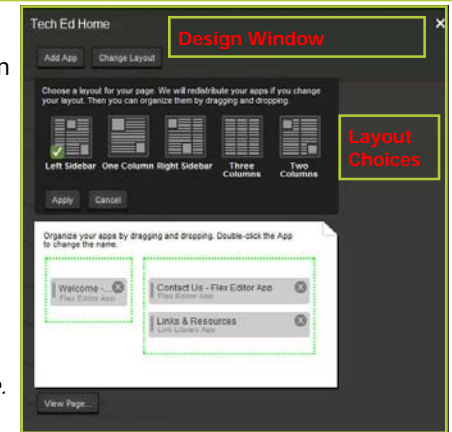 Tech Ed Home
Design Window
Add App
Change Layout
n
Choose a layout for your page. We will redistribute your apps if you change
your layout. Then you can organize them by dragging and dropping.
Layout
Choices
Left Sidebar One Column Right Sidebar Three Columns Two Columns
Apply
Cancel
Organize your apps by dragging and dropping. Double-click the App
to change the name.
Welcome -...
Flex Editor App
Contact Us - Flex Editor App
Flex Editor App
Links & Resources
Link Library App
.
View Page...